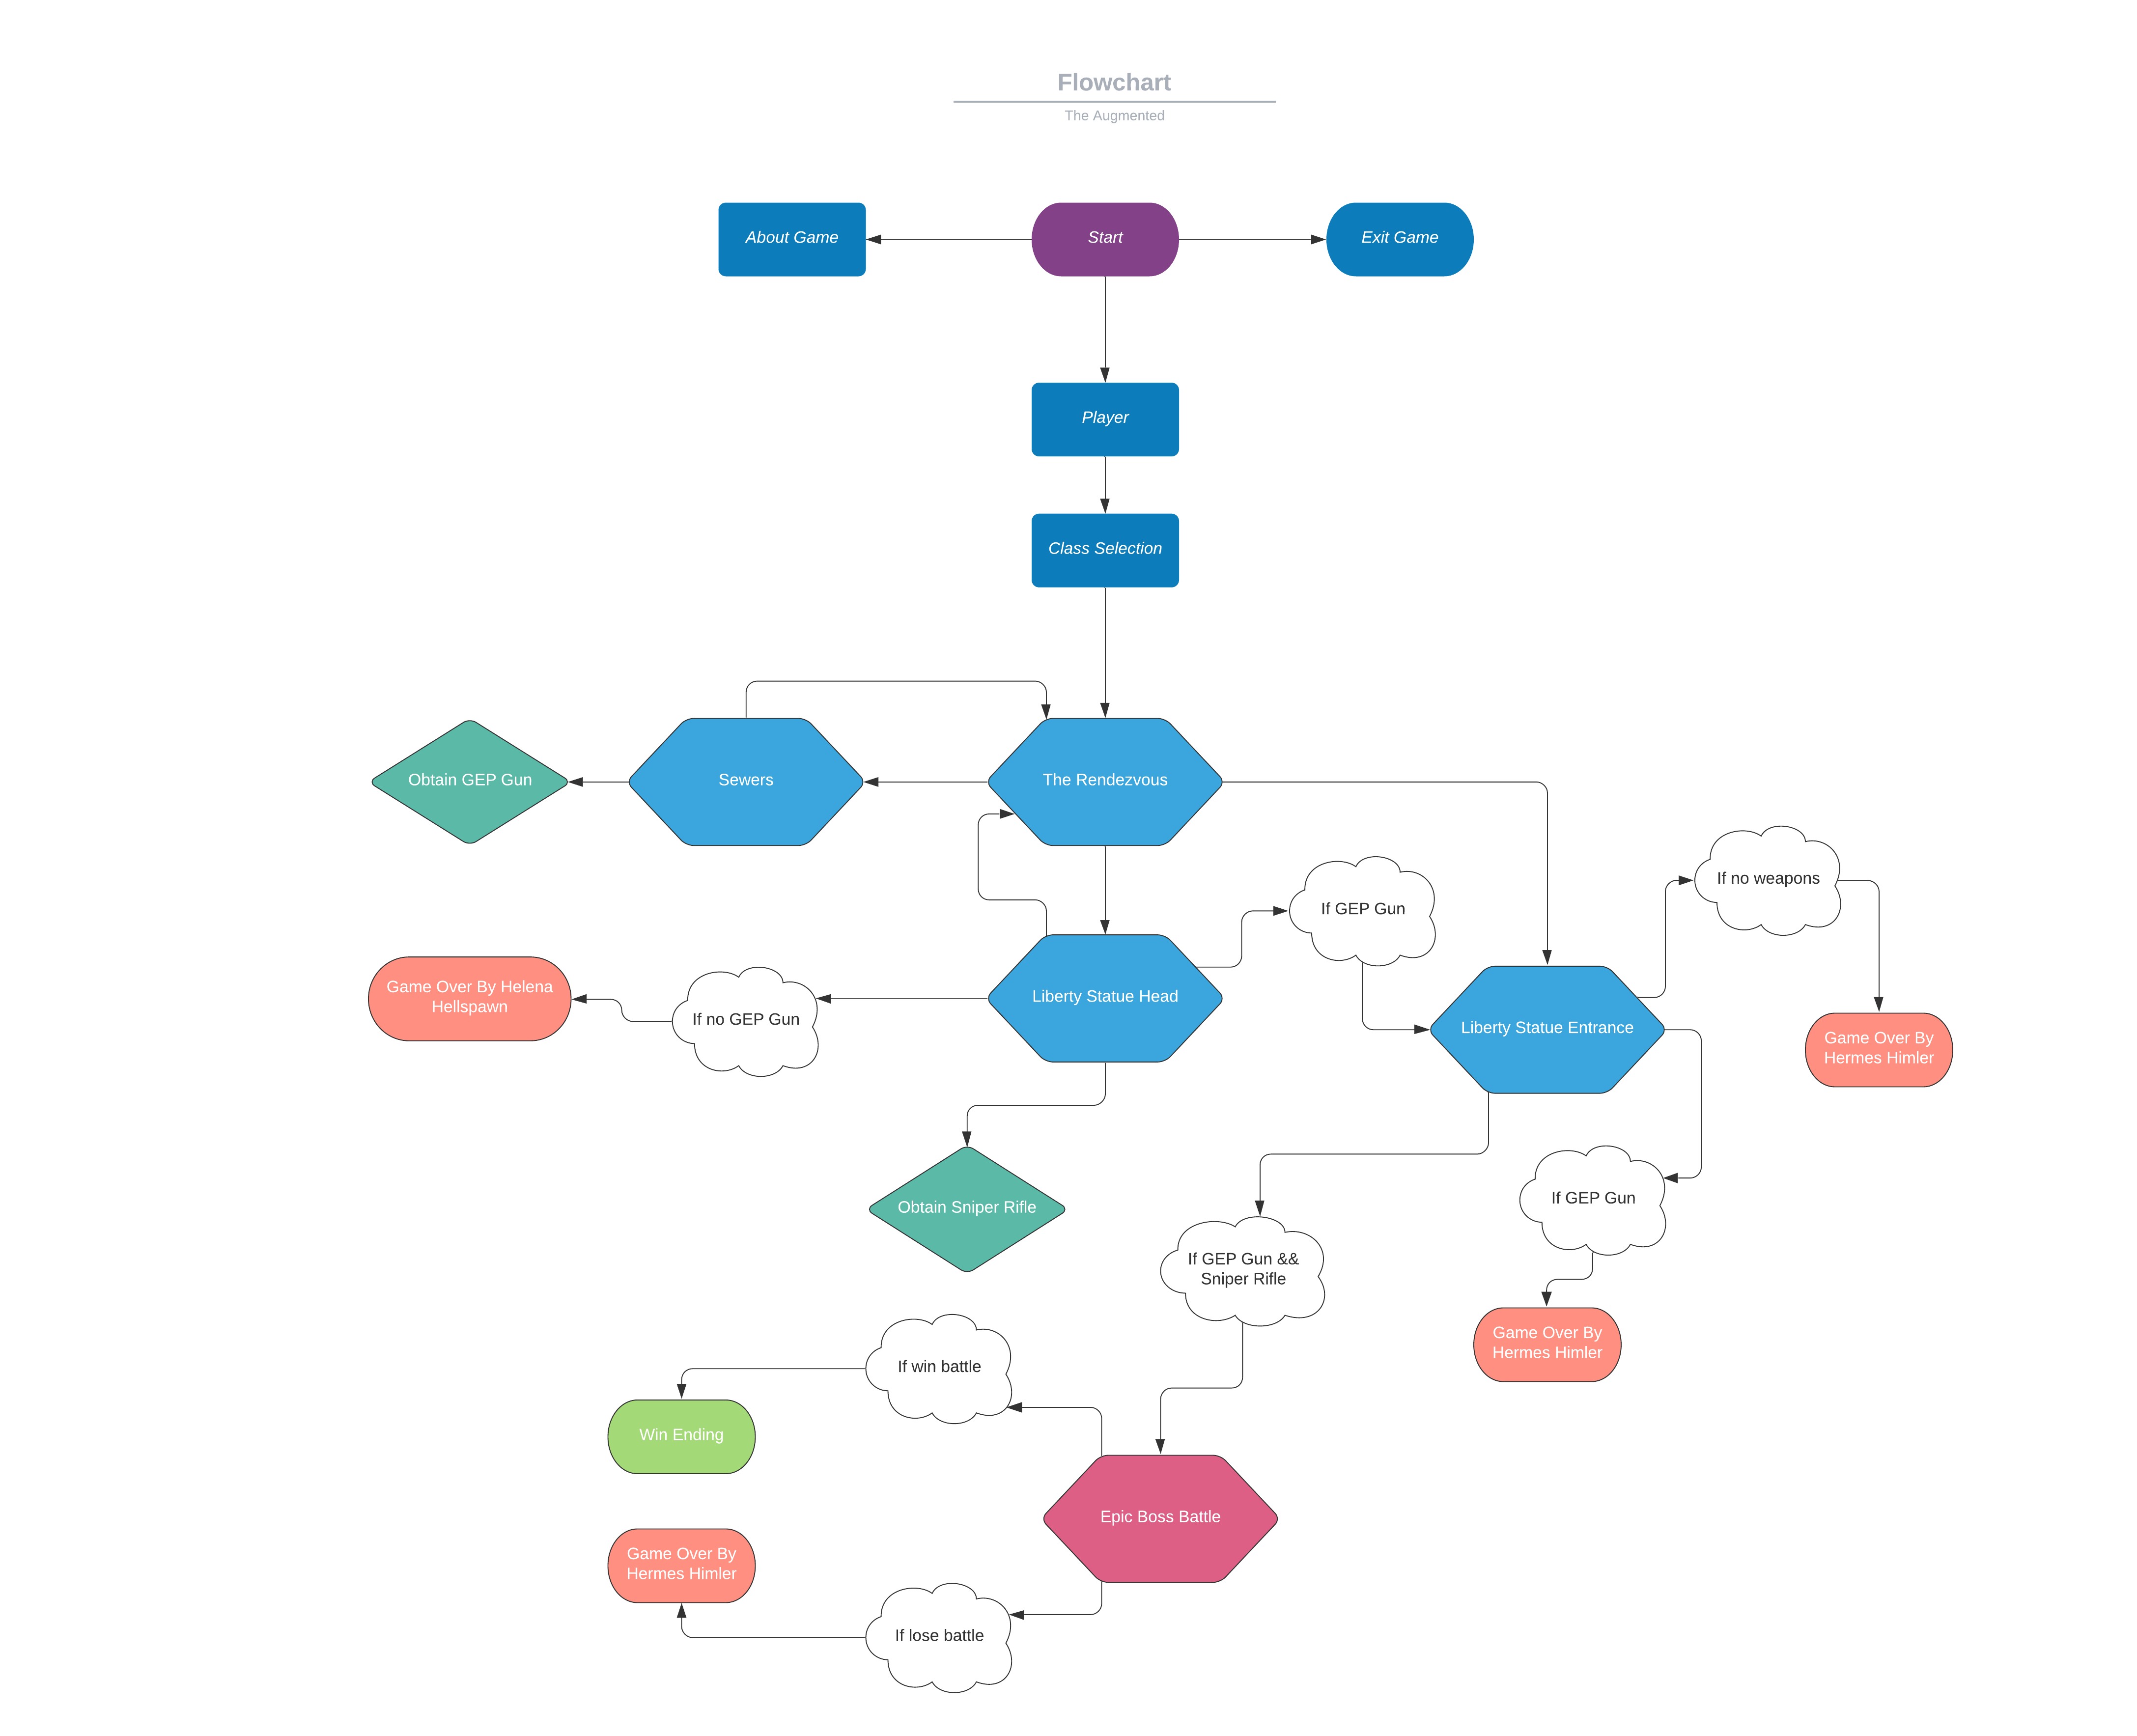 Flowchart
The Augmented
About Game
Start
Exit Game
Player
Class Selection
Obtain GEP Gun
Sewers
The Rendezvous
If no weapons
If GEP Gun
Game Over By Helena
Hellspawn
If no GEP Gun
Liberty Statue Head
Liberty Statue Entrance
Game Over By
Hermes Himler
Obtain Sniper Rifle
If GEP Gun
If GEP Gun &&
Sniper Rifle
Game Over By
Hermes Himler
If win battle
Win Ending
Epic Boss Battle
Game Over By
Hermes Himler
If lose battle